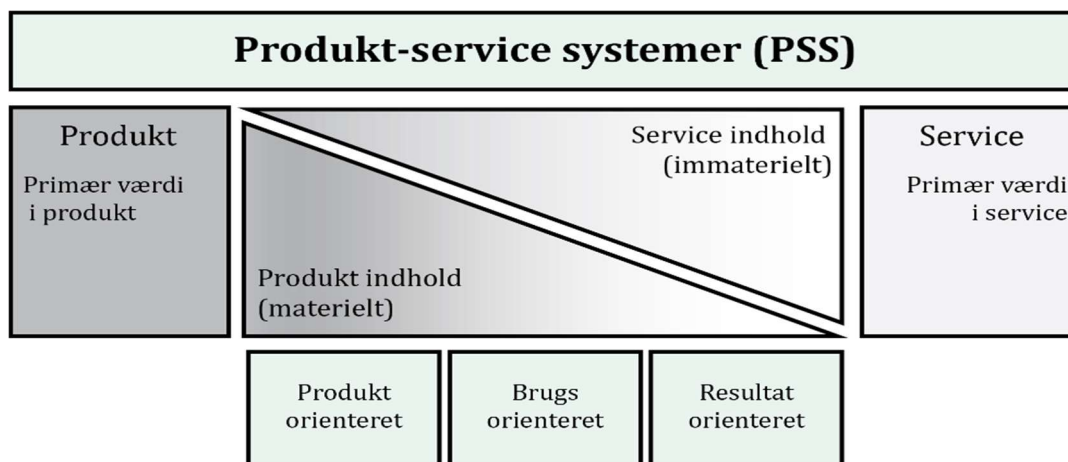 Produkt-service systemer (PSS)
Produkt
Primær værdi
i produkt
Service indhold
(immaterielt)
Produkt indhold
(materielt)
Service
Primær værdi
i service
Produkt
orienteret
Brugs
orienteret
Resultat
orienteret